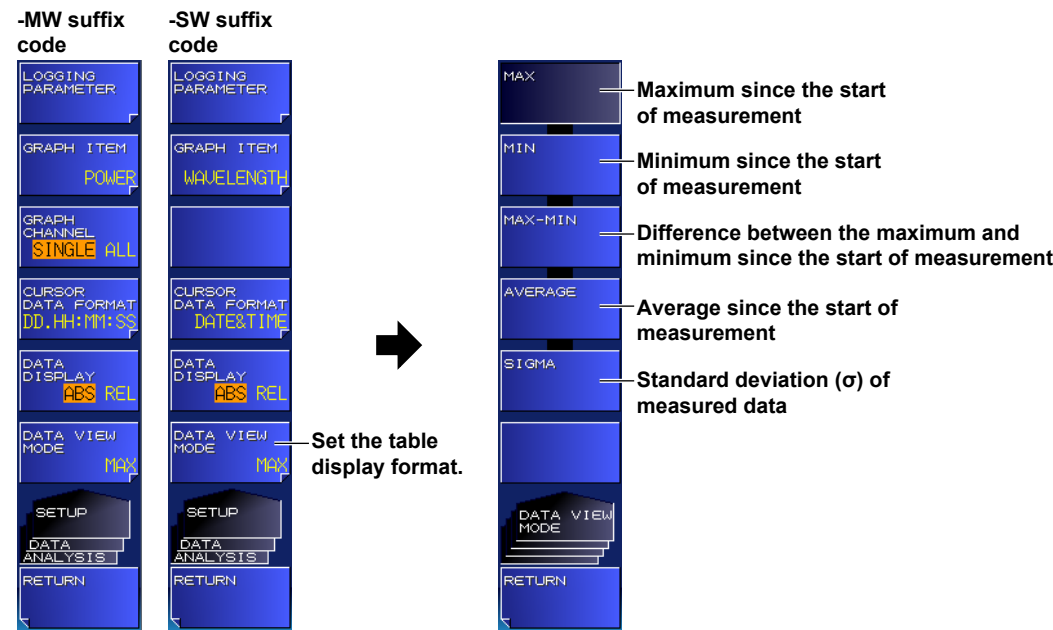 -MW suffix
code
LOGGING
PARAMETER
GRAPH ITEM
POWER
GRAPH
CHANNEL
SINGLE ALL
CURSOR
DATA FORMAT
DD.HH:MM:SS
DATA
DISPLAY
ABS REL
DATA VIEW
MODE
MAX
SETUP
DATA
ANALYSIS
RETURN
-SW suffix
code
LOGGING
PARAMETER
GRAPH ITEM
WAVELENGTH
CURSOR
DATA FORMAT
DATE&TIME
DATA
DISPLAY
ABS REL
DATA VIEW
MODE
MAX
SETUP
DATA
ANALYSIS
RETURN
Set the table
display format.
MAX
Maximum since the start
of measurement
MIN
Minimum since the start
of measurement
MAX-MIN
Difference between the maximum and
minimum since the start of measurement
AVERAGE
Average since the start of
measurement
SIGMA
Standard deviation (σ) of
measured data
DATA VIEW
MODE
RETURN